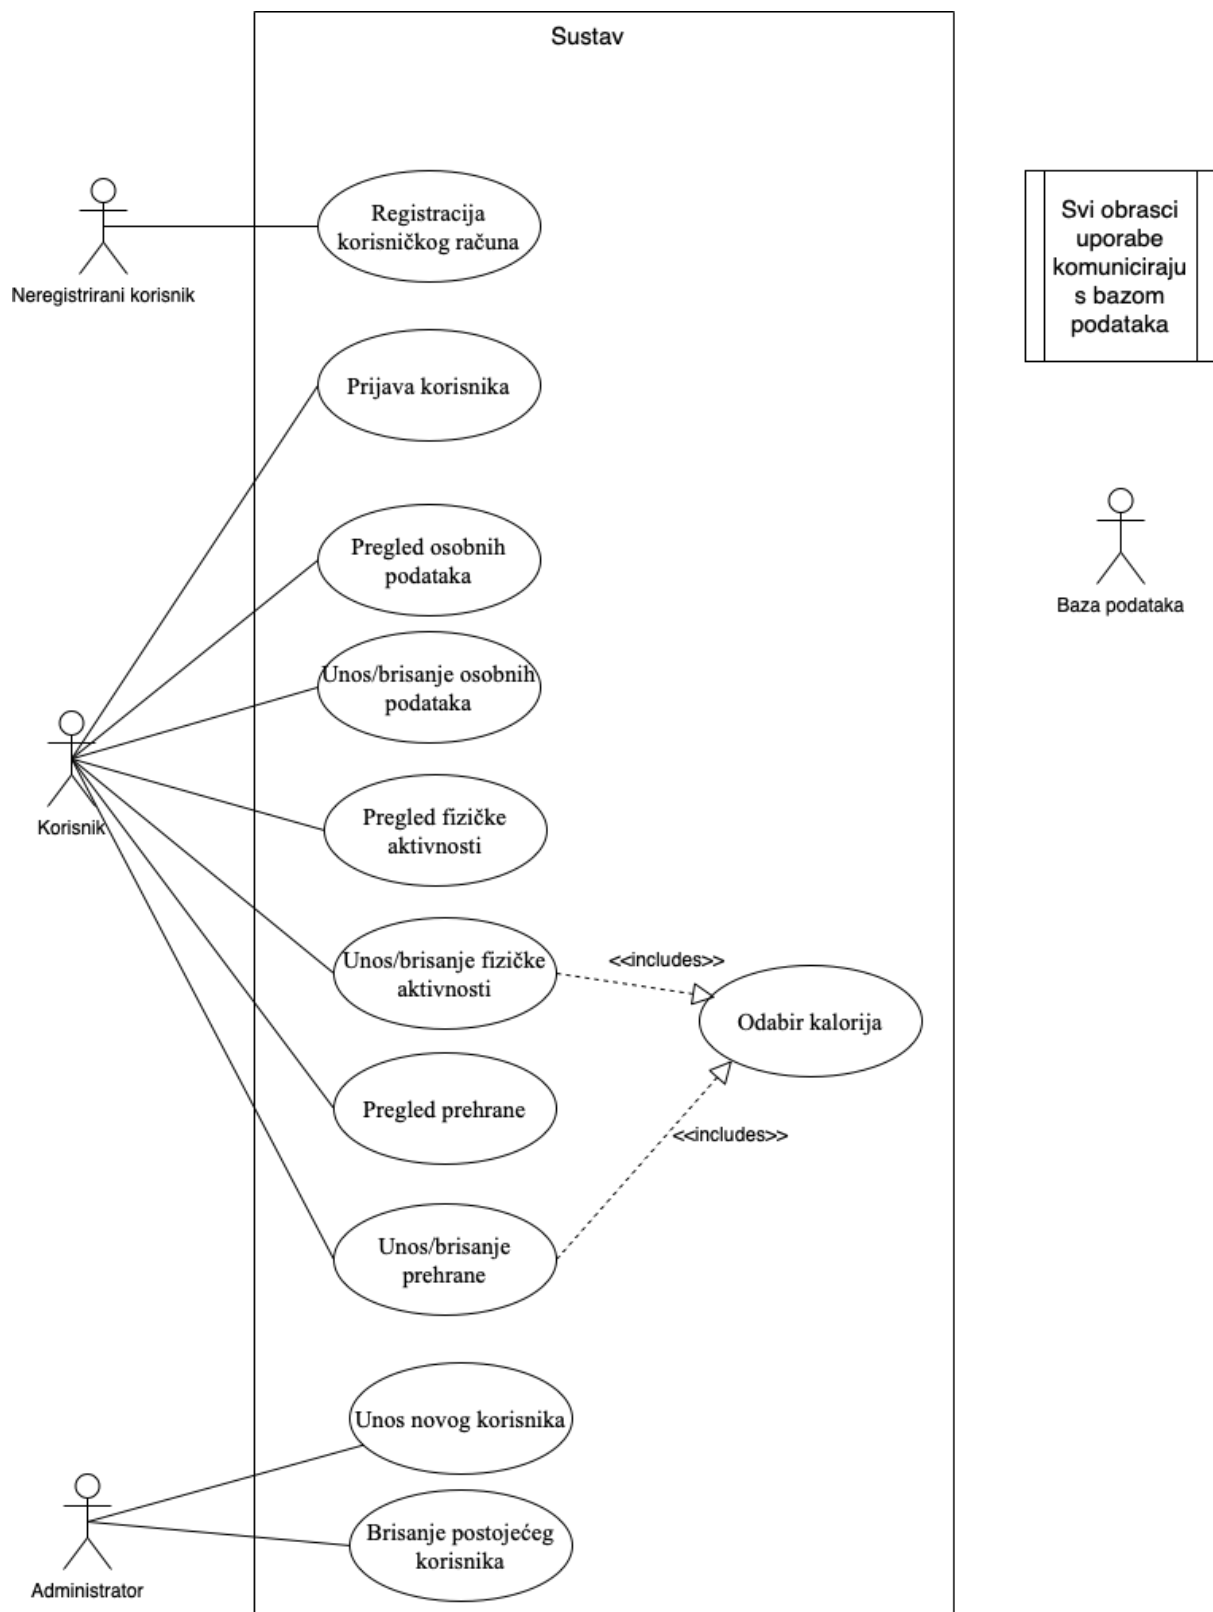 Sustav
Registracija
korisničkog računa
Neregistrirani korisnik
Svi obrasci
uporabe
komuniciraju
s bazom
podataka
Prijava korisnika
Pregled osobnih
podataka
Baza podataka
Unos/brisanje osobnih
podataka
Korisnik
Pregled fizičke
aktivnosti
Unos/brisanje fizičke
aktivnosti
<<includes>>
Odabir kalorija
Pregled prehrane
<<includes>>
Unos/brisanje
prehrane
Unos novog korisnika
Brisanje postojećeg
korisnika
Administrator